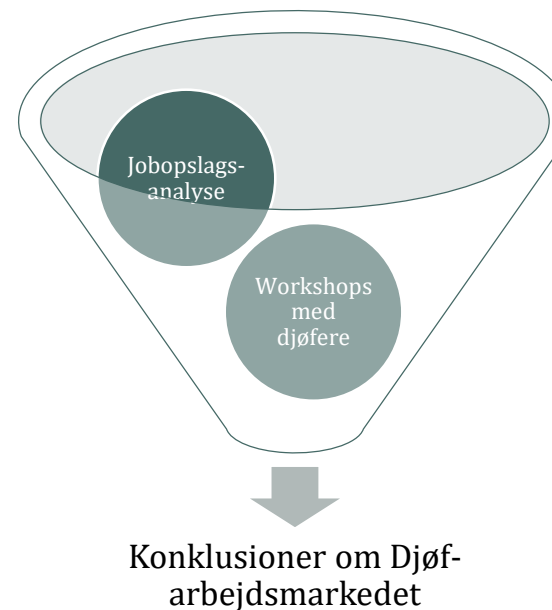 Jobopslags-
analyse
Workshops
med
djøfere
Konklusioner om Djøf-
arbejdsmarkedet